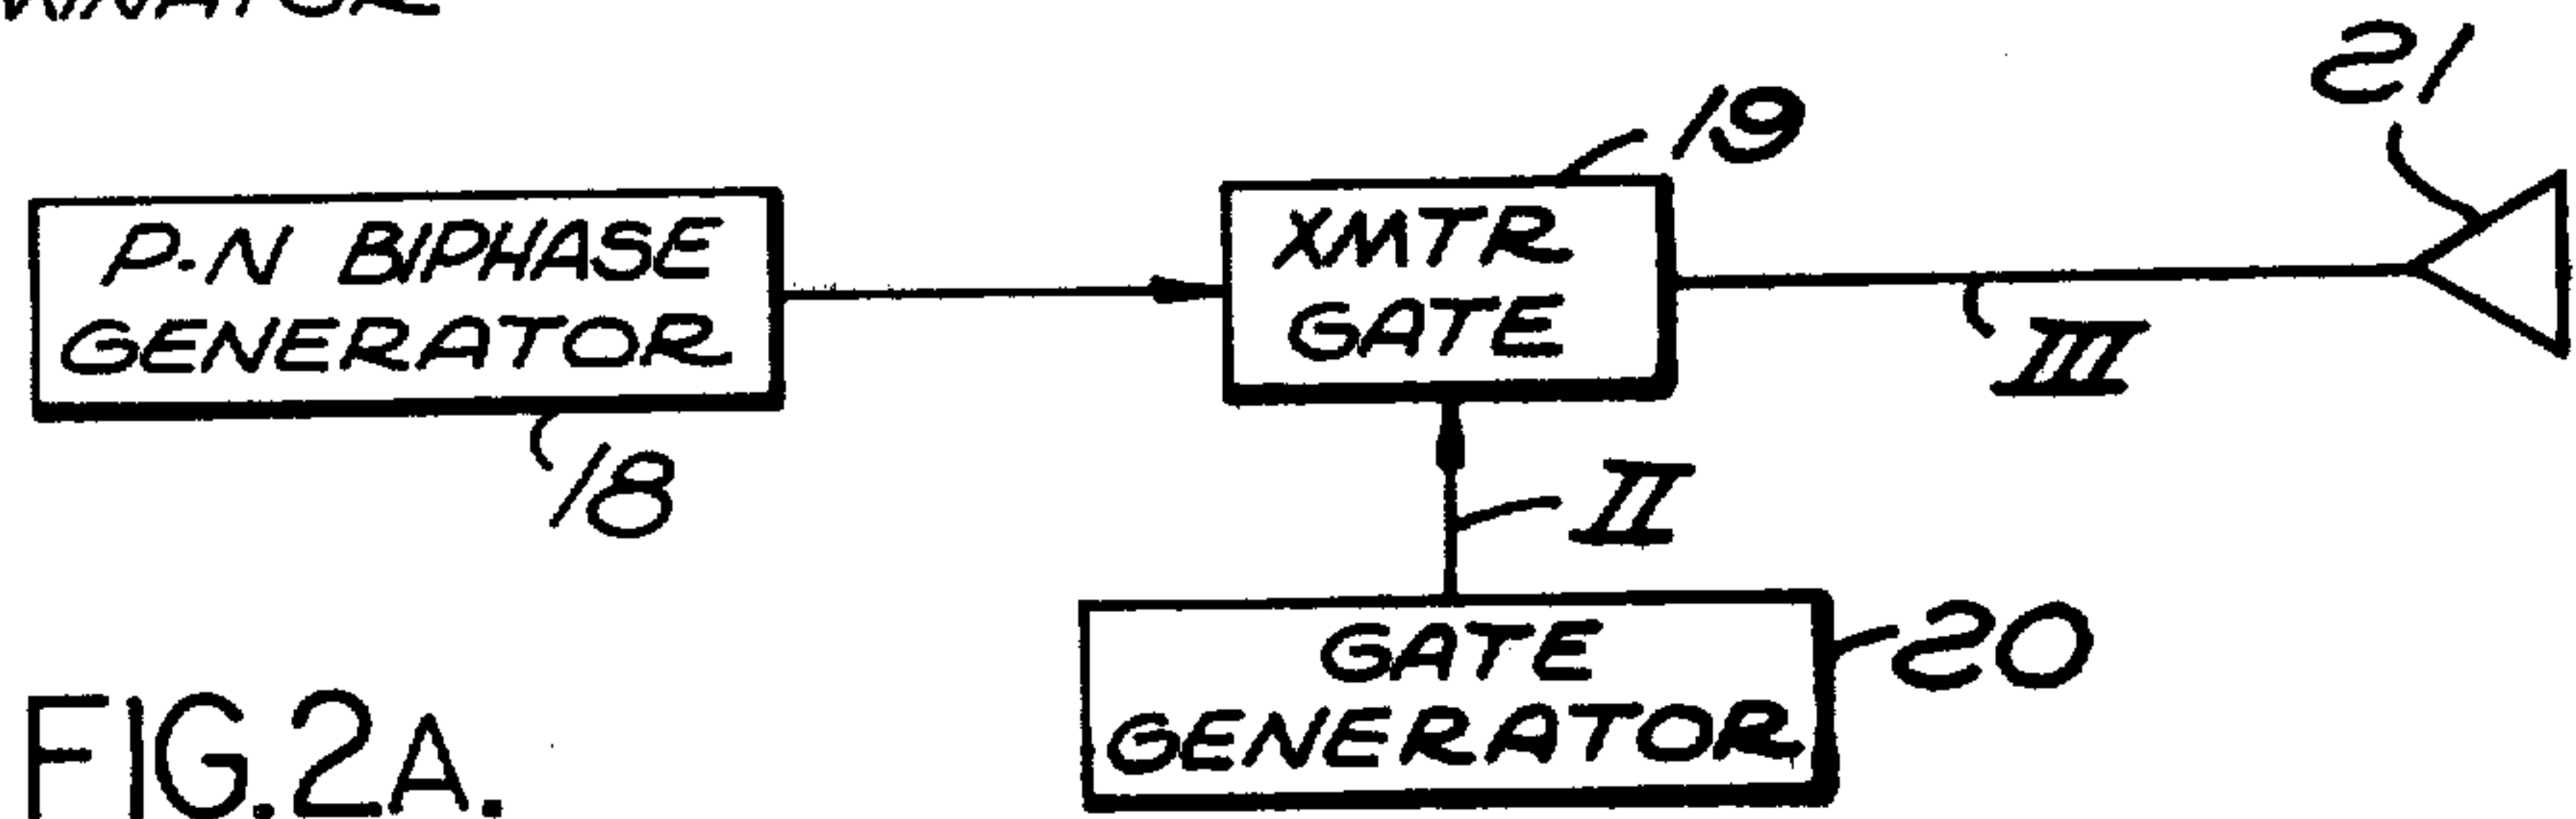 21
19
P.N BIPHASE
GENERATOR
XMTR
GATE
III
18
II
GATE
GENERATOR
20
FIG.2A.